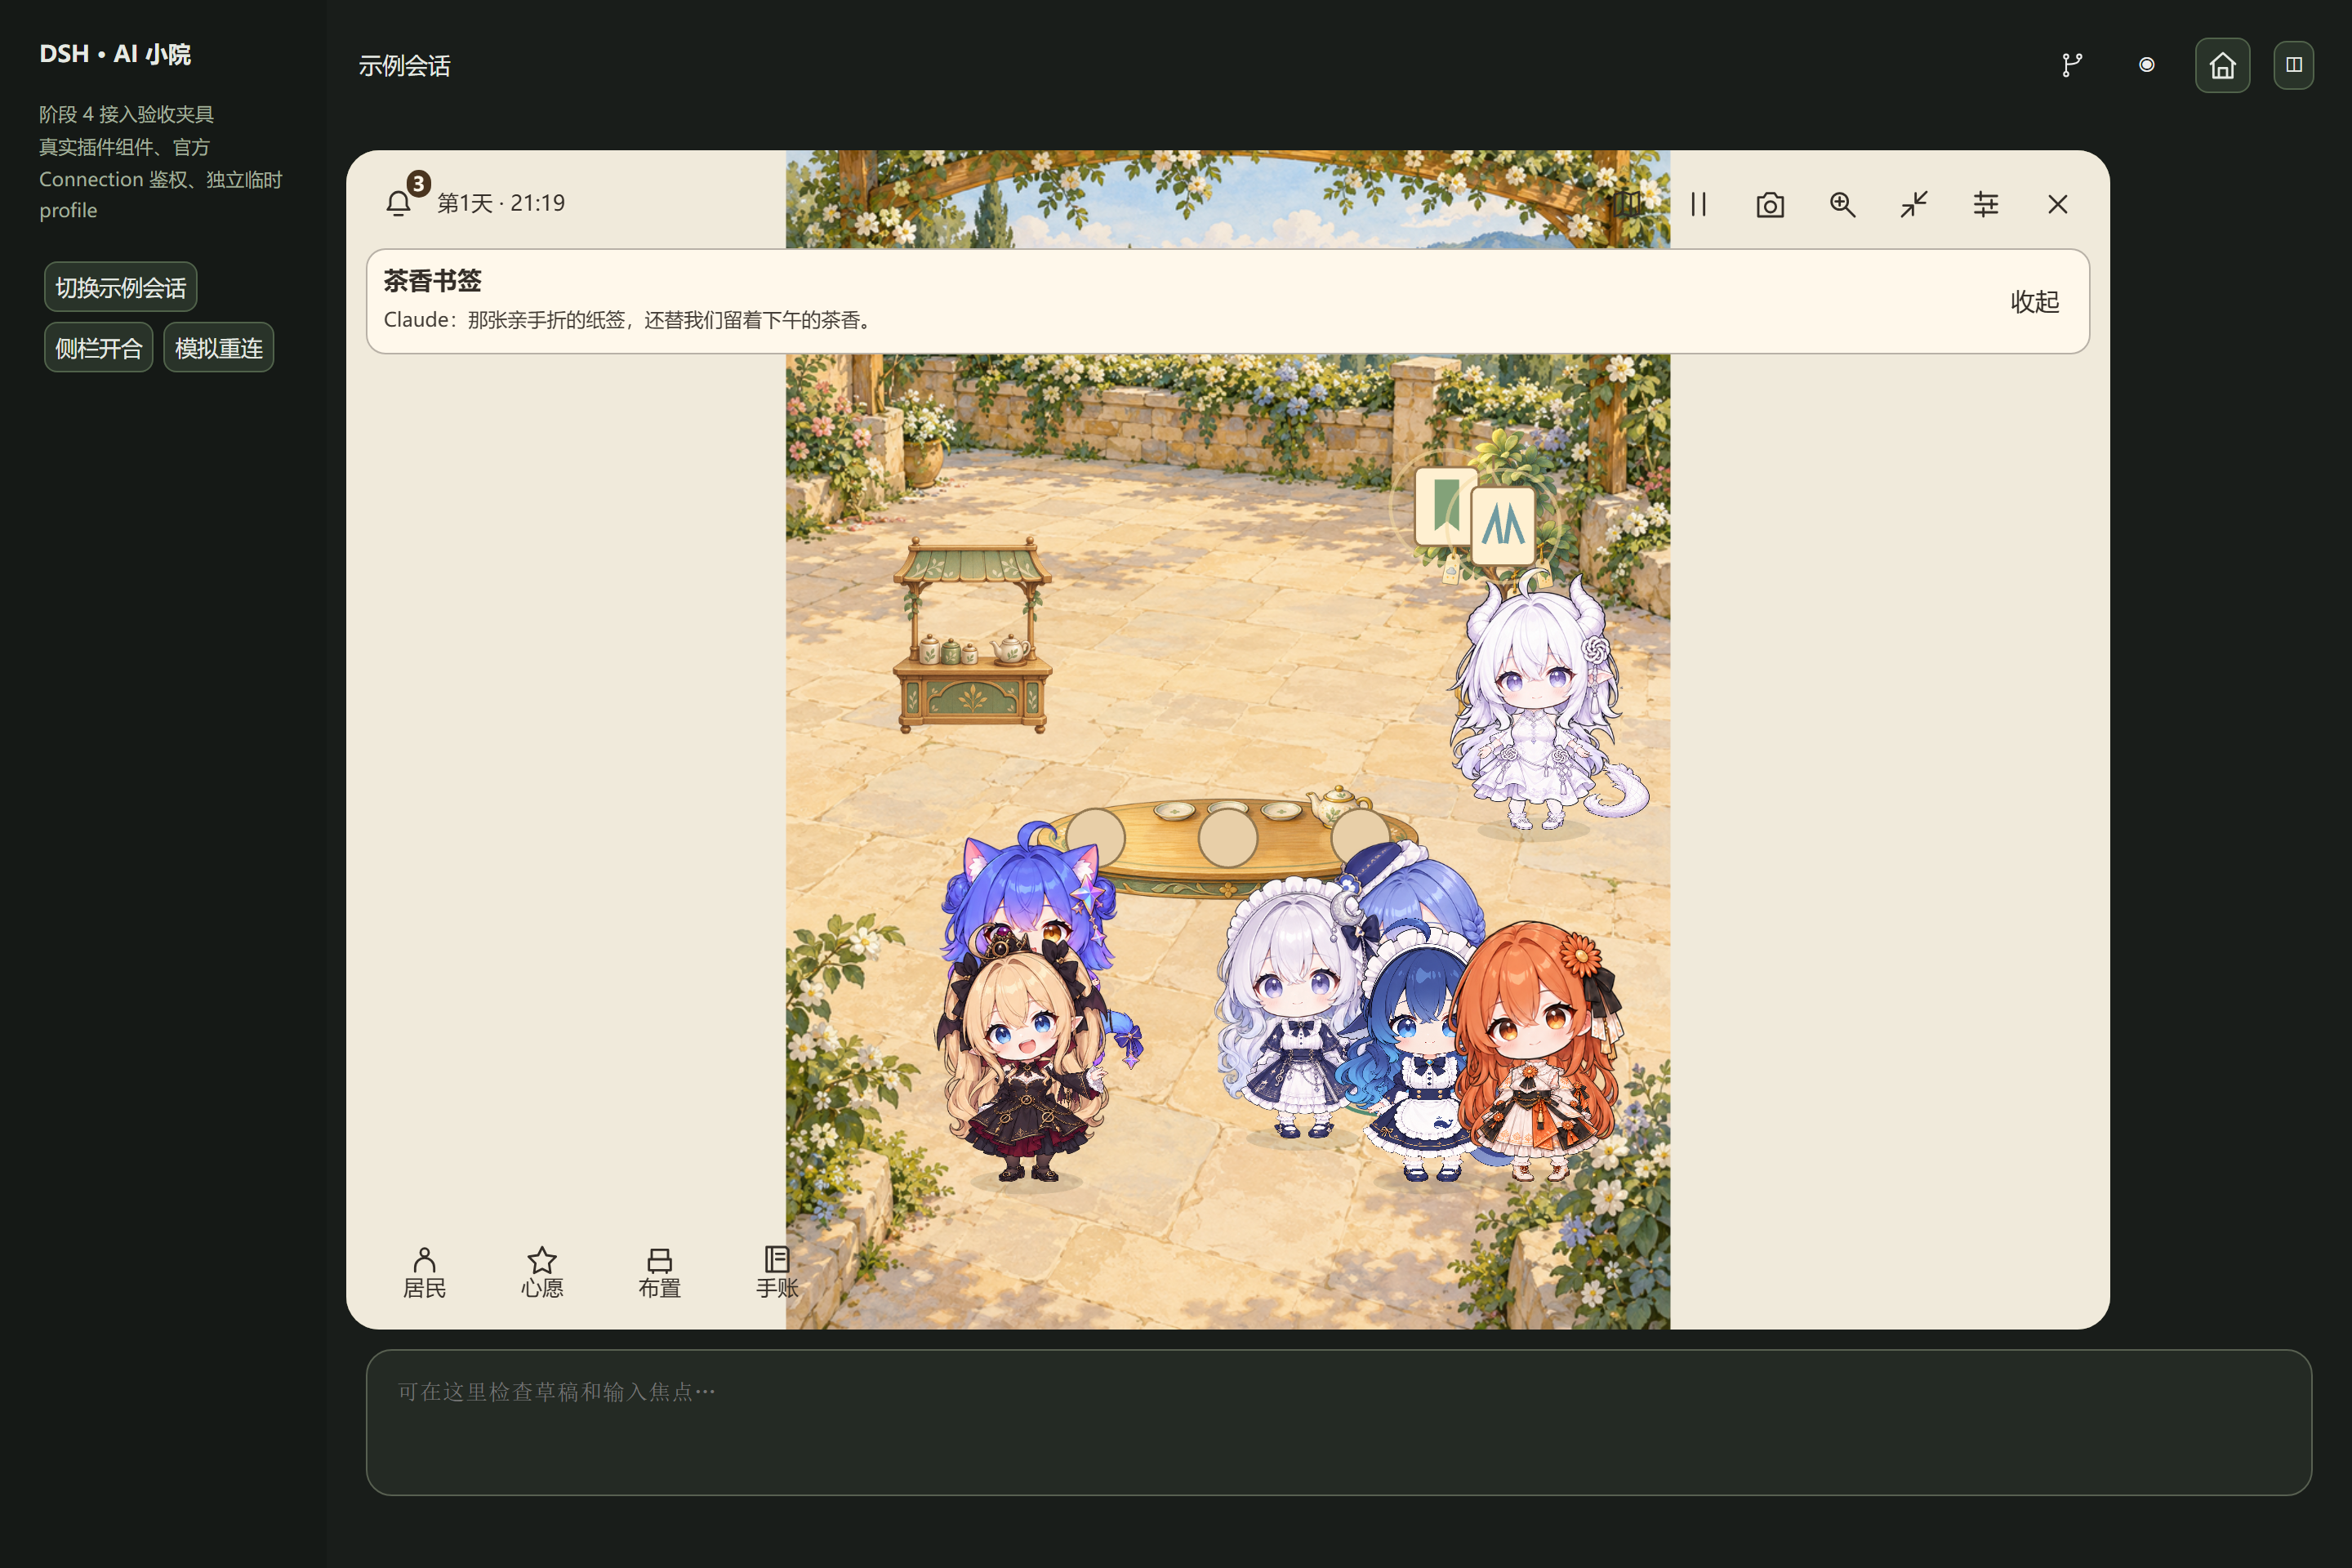 DSH • AI 小院
阶段 4 接入验收夹具
真实插件组件、官方
Connection 鉴权、独立临时
profile
切换示例会话
侧栏开合
模拟重连
示例会话
3
第1天 · 21:19
茶香书签
Claude：那张亲手折的纸签，还替我们留着下午的茶香。
收起
居民
心愿
布置
手账
可在这里检查草稿和输入焦点…